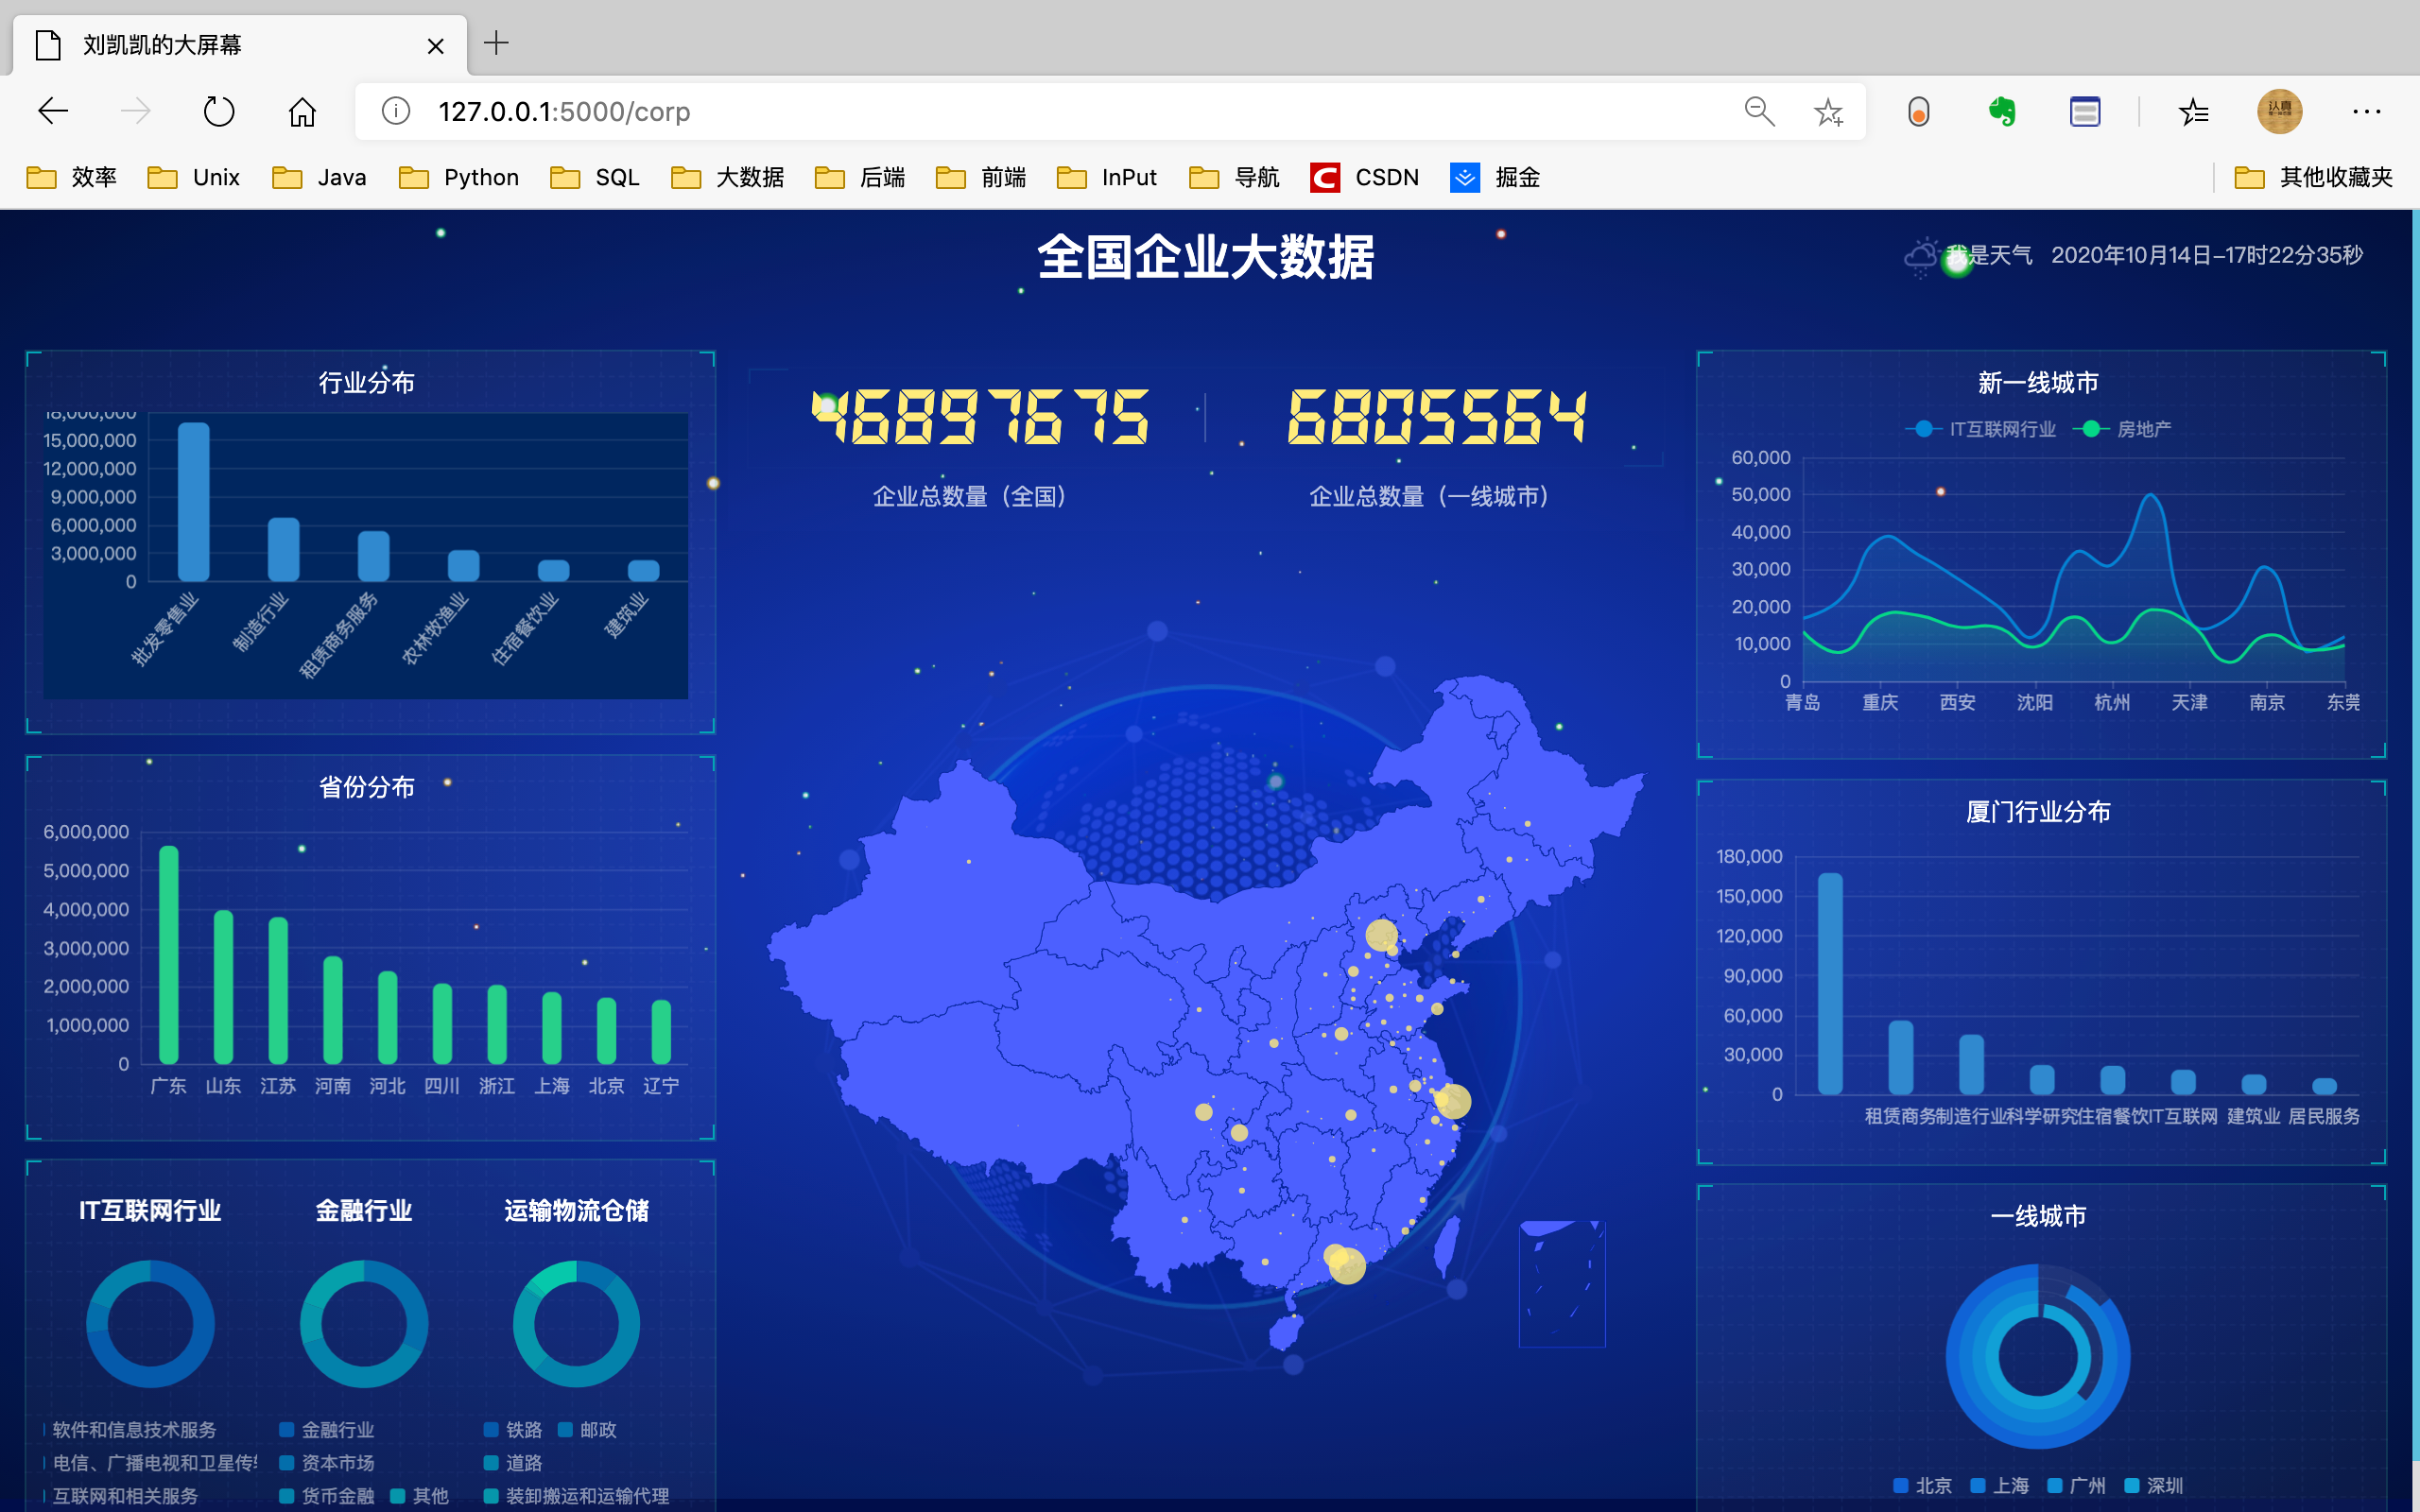 刘凯凯的大屏幕
127.0.0.1:5000/corp
认真
效率 Unix Java Python SQL 大数据 后端 前端 InPut 导航 CSDN 掘金 其他收藏夹
全国企业大数据
我是天气 2020年10月14日-17时22分35秒
行业分布
18,000,000
15,000,000
12,000,000
9,000,000
6,000,000
3,000,000
0
批发零售业 制造行业 租赁商务服务 农林牧渔业 住宿餐饮业 建筑业
省份分布
6,000,000
5,000,000
4,000,000
3,000,000
2,000,000
1,000,000
0
广东 山东 江苏 河南 河北 四川 浙江 上海 北京 辽宁
IT互联网行业 金融行业 运输物流仓储
软件和信息技术服务
电信、广播电视和卫星传
互联网和相关服务
金融行业
资本市场
货币金融 其他
铁路 邮政
道路
装卸搬运和运输代理
46897675 6805564
企业总数量（全国） 企业总数量（一线城市）
新一线城市
IT互联网行业 房地产
60,000
50,000
40,000
30,000
20,000
10,000
0
青岛 重庆 西安 沈阳 杭州 天津 南京 东莞
厦门行业分布
180,000
150,000
120,000
90,000
60,000
30,000
0
租赁商务 制造行业 科学研究 住宿餐饮 IT互联网 建筑业 居民服务
一线城市
北京 上海 广州 深圳